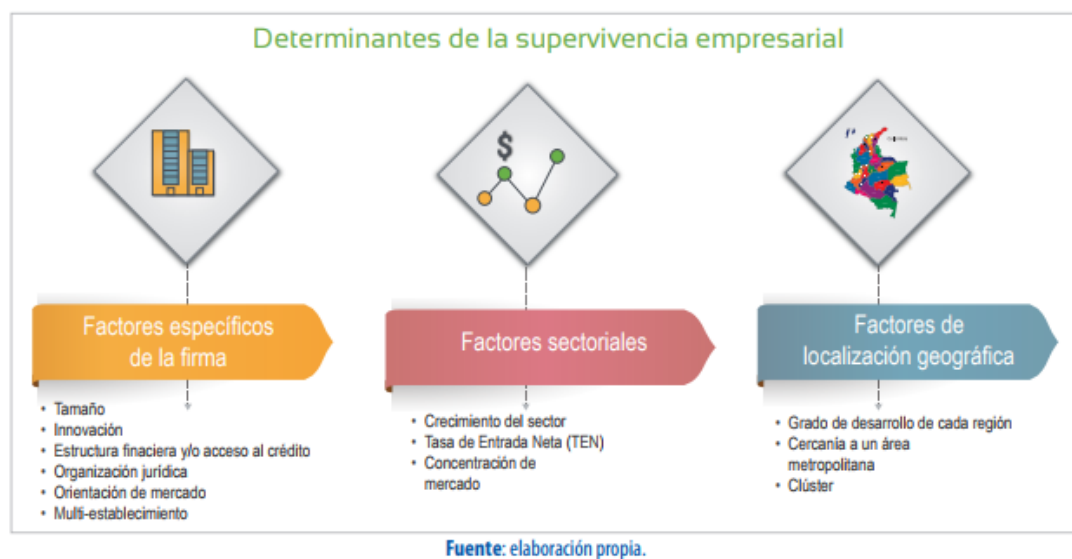 Determinantes de la supervivencia empresarial
$
Factores específicos
de la firma
• Tamaño
• Innovación
• Estructura finaciera y/o acceso al crédito
• Organización jurídica
• Orientación de mercado
• Multi-establecimiento
Factores sectoriales
• Crecimiento del sector
• Tasa de Entrada Neta (TEN)
• Concentración de
mercado
Factores de
localización geográfica
• Grado de desarrollo de cada región
• Cercanía a un área
metropolitana
• Clúster
Fuente: elaboración propia.